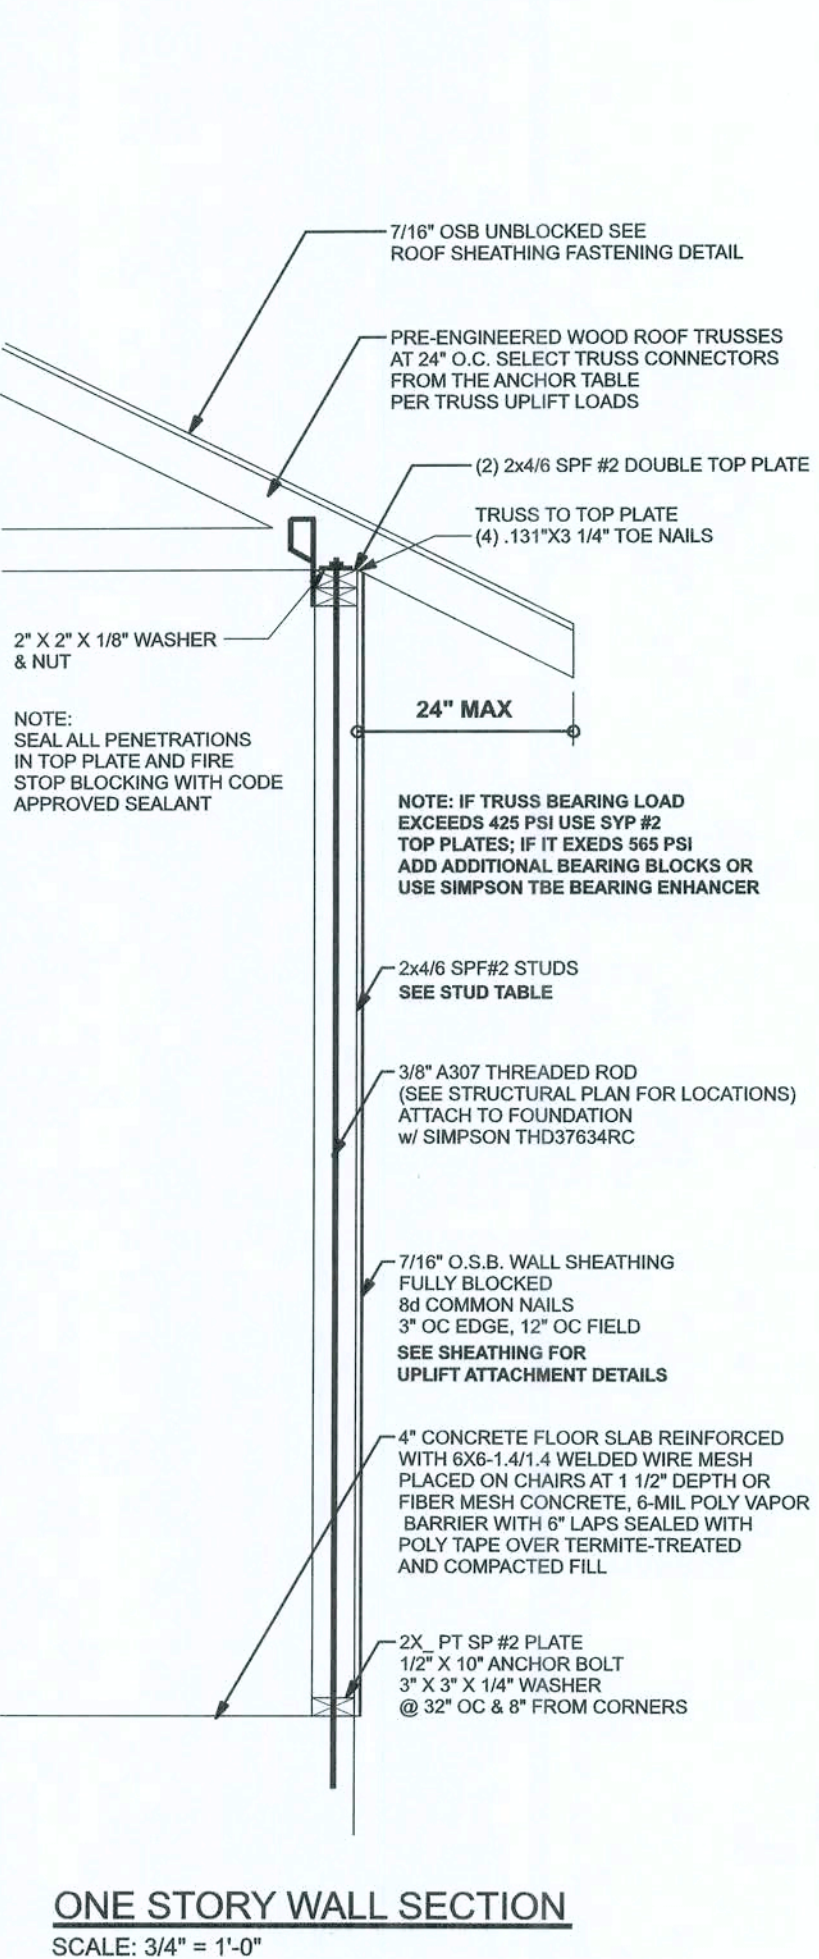 7/16" OSB UNBLOCKED SEE
ROOF SHEATHING FASTENING DETAIL
PRE-ENGINEERED WOOD ROOF TRUSSES
AT 24" O.C. SELECT TRUSS CONNECTORS
FROM THE ANCHOR TABLE
PER TRUSS UPLIFT LOADS
(2) 2x4/6 SPF #2 DOUBLE TOP PLATE
TRUSS TO TOP PLATE
(4) .131"X3 1/4" TOE NAILS
2" X 2" X 1/8" WASHER
& NUT
NOTE:
SEAL ALL PENETRATIONS
IN TOP PLATE AND FIRE
STOP BLOCKING WITH CODE
APPROVED SEALANT
24" MAX
NOTE: IF TRUSS BEARING LOAD
EXCEEDS 425 PSI USE SYP #2
TOP PLATES; IF IT EXEDS 565 PSI
ADD ADDITIONAL BEARING BLOCKS OR
USE SIMPSON TBE BEARING ENHANCER
2x4/6 SPF#2 STUDS
SEE STUD TABLE
3/8" A307 THREADED ROD
(SEE STRUCTURAL PLAN FOR LOCATIONS)
ATTACH TO FOUNDATION
w/ SIMPSON THD37634RC
7/16" O.S.B. WALL SHEATHING
FULLY BLOCKED
8d COMMON NAILS
3" OC EDGE, 12" OC FIELD
SEE SHEATHING FOR
UPLIFT ATTACHMENT DETAILS
4" CONCRETE FLOOR SLAB REINFORCED
WITH 6X6-1.4/1.4 WELDED WIRE MESH
PLACED ON CHAIRS AT 1 1/2" DEPTH OR
FIBER MESH CONCRETE, 6-MIL POLY VAPOR
BARRIER WITH 6" LAPS SEALED WITH
POLY TAPE OVER TERMITE-TREATED
AND COMPACTED FILL
2X_ PT SP #2 PLATE
1/2" X 10" ANCHOR BOLT
3" X 3" X 1/4" WASHER
@ 32" OC & 8" FROM CORNERS
ONE STORY WALL SECTION
SCALE: 3/4" = 1'-0"